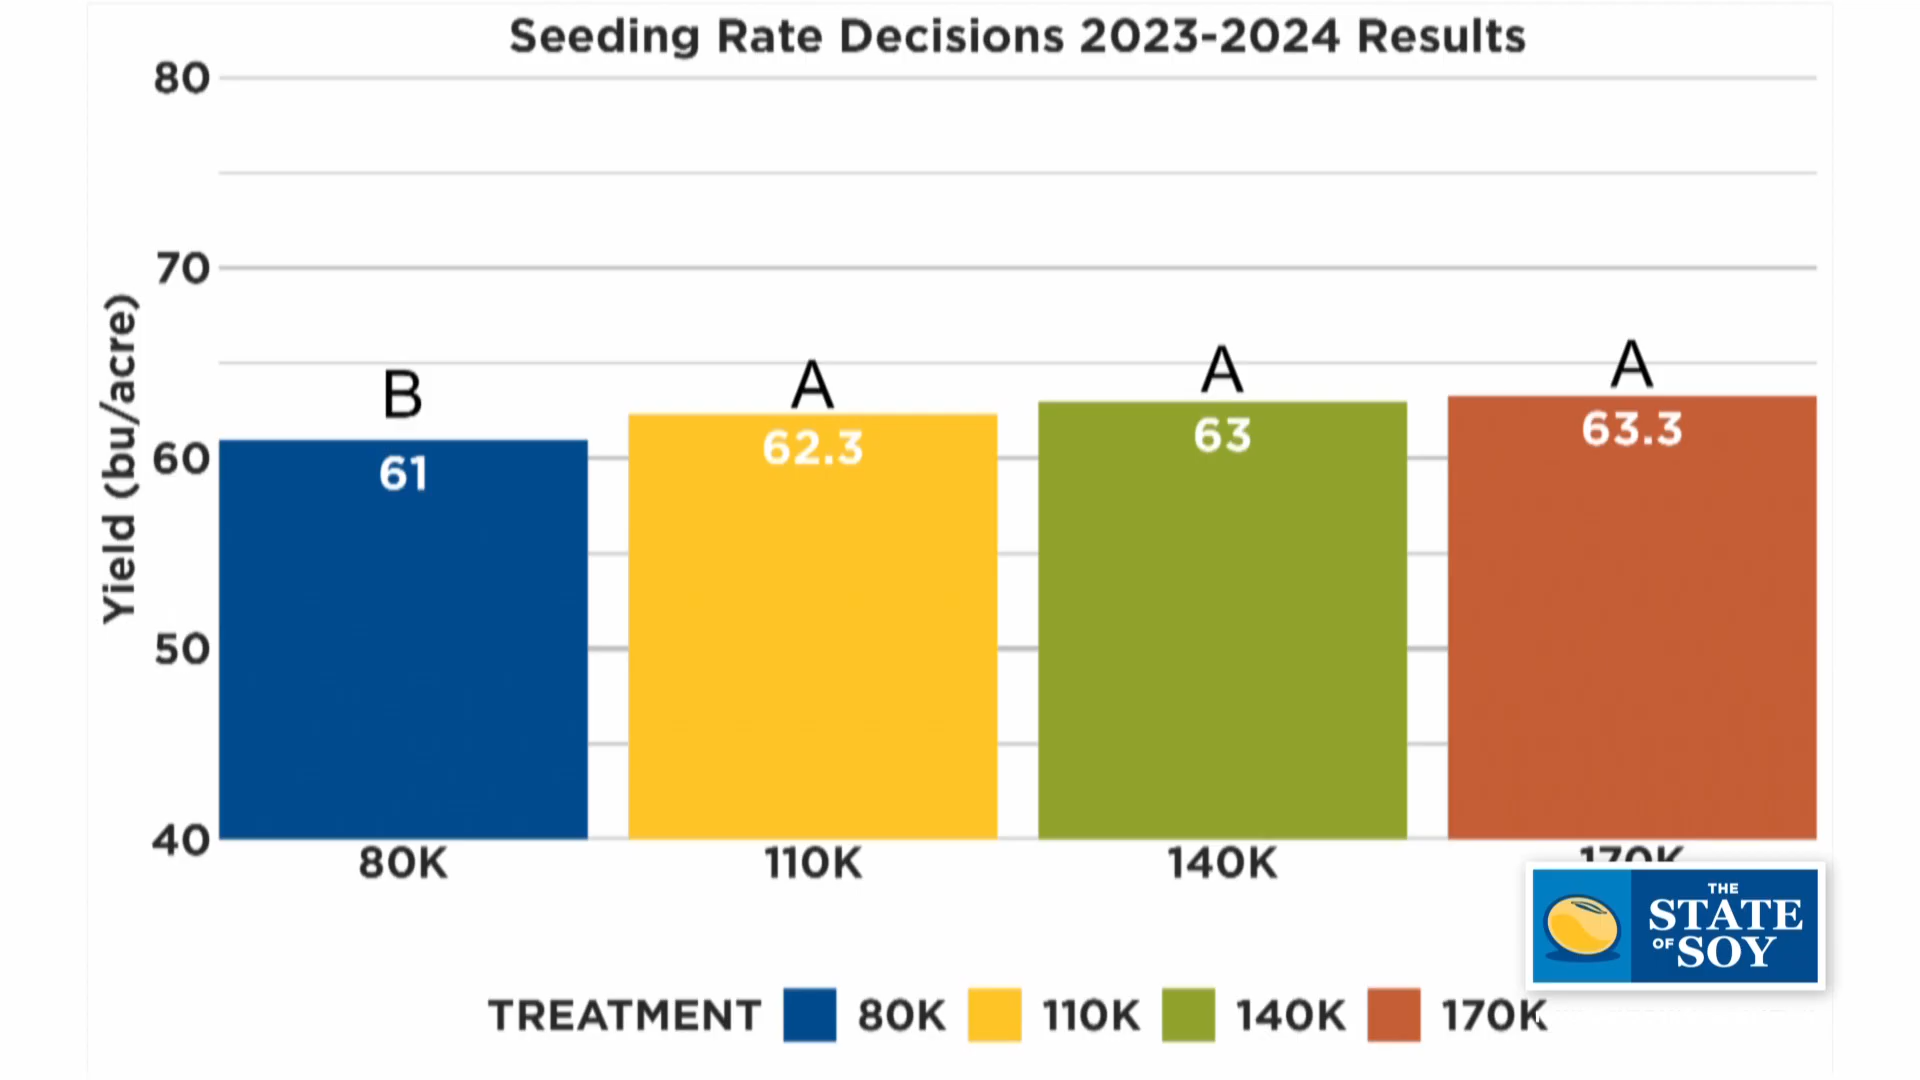 Seeding Rate Decisions 2023-2024 Results
80
70
60
50
40
Yield (bu/acre)
B
A
A
A
61
62.3
63
63.3
80K
110K
140K
170K
THE
STATE
OF SOY
TREATMENT 80K 110K 140K 170K